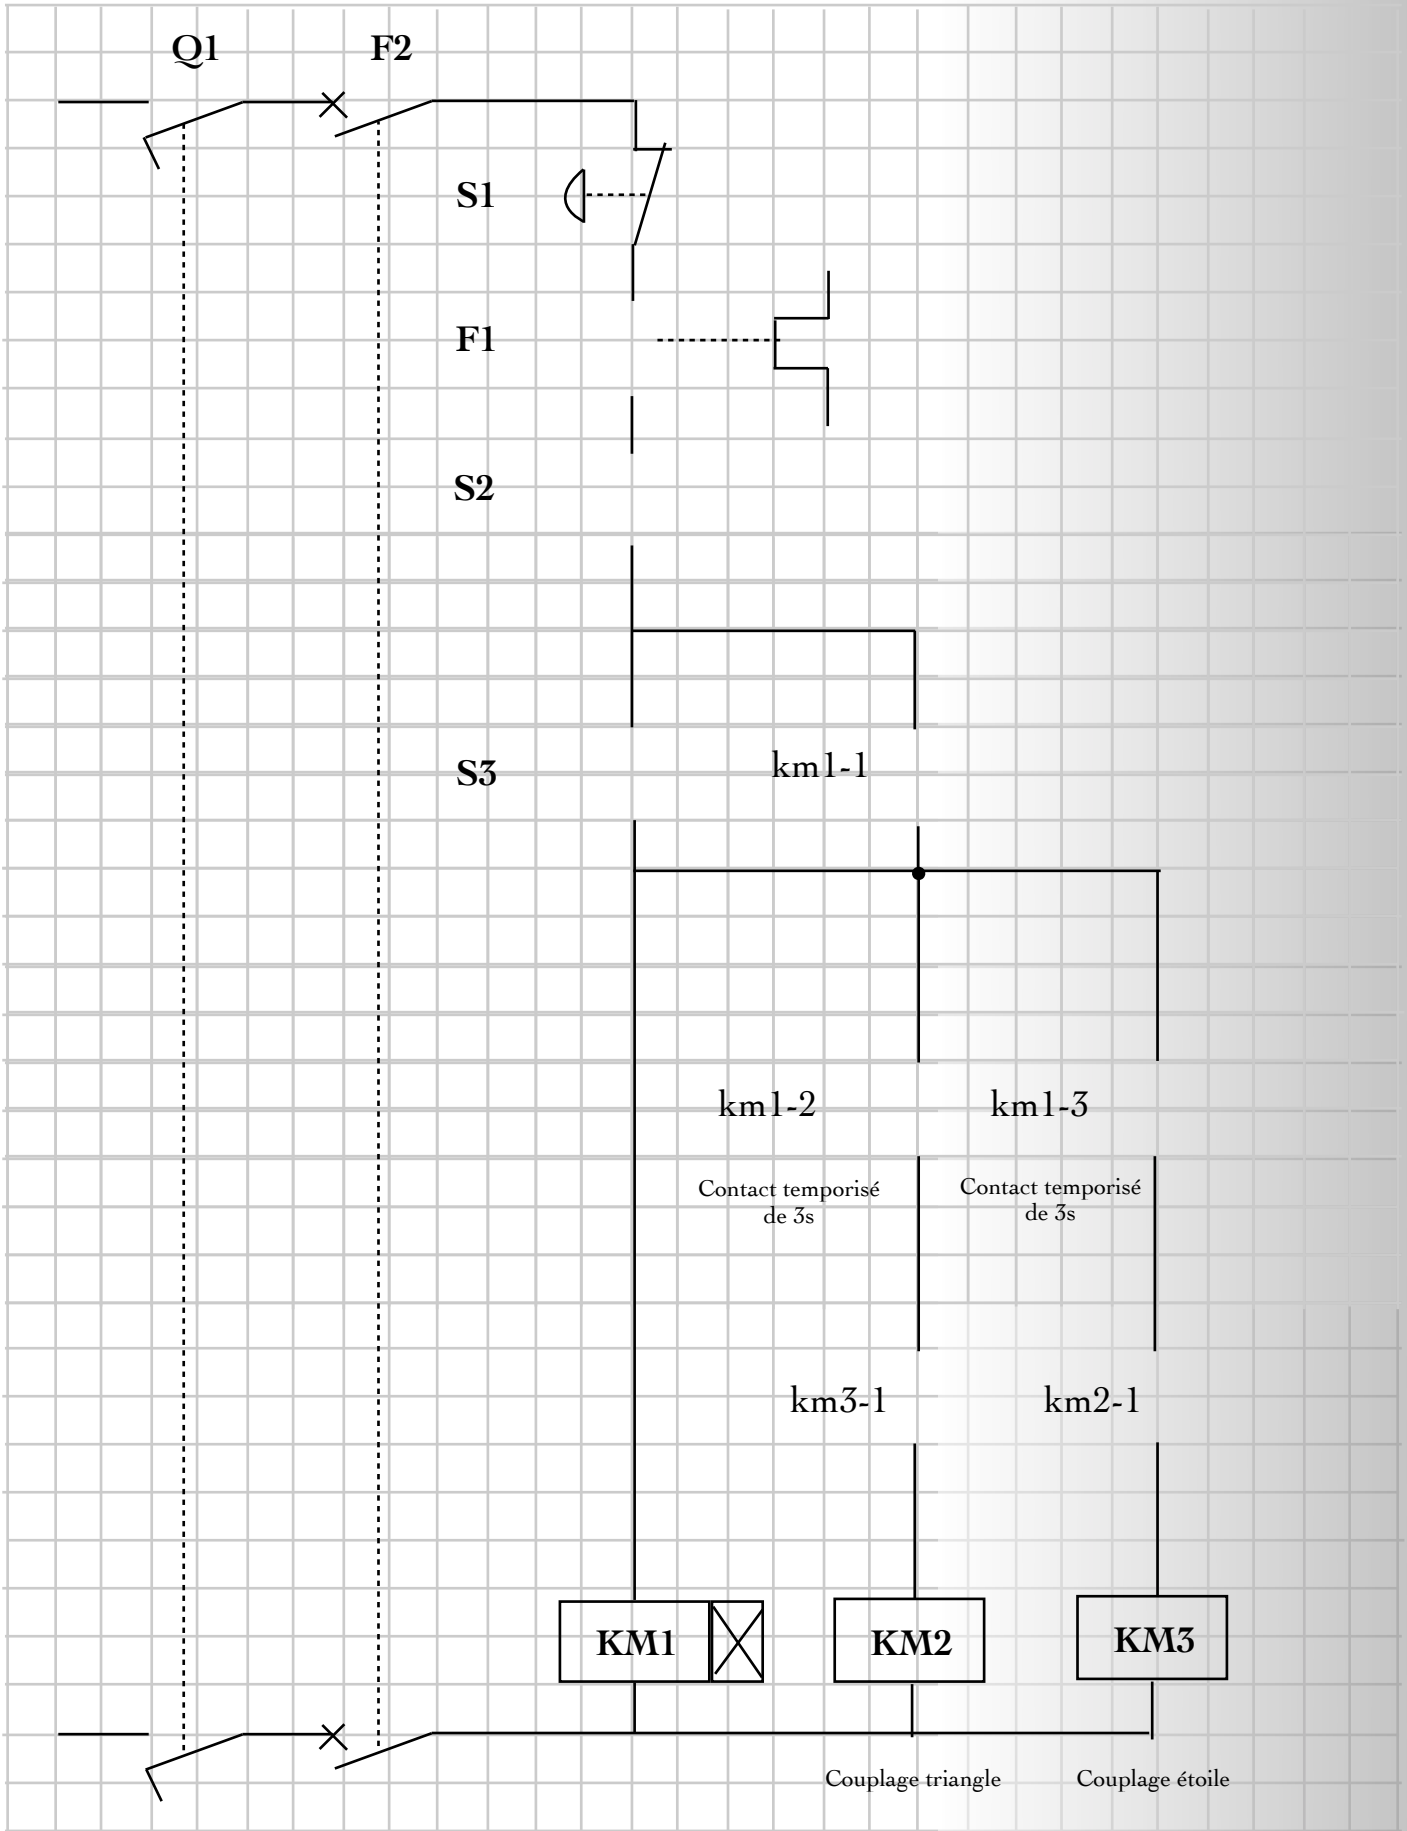 Q1 F2
S1
F1
S2
km1-1
S3
km1-2 km1-3
Contact temporisé
de 3s
Contact temporisé
de 3s
km3-1 km2-1
KM1 KM2 KM3
Couplage triangle Couplage étoile